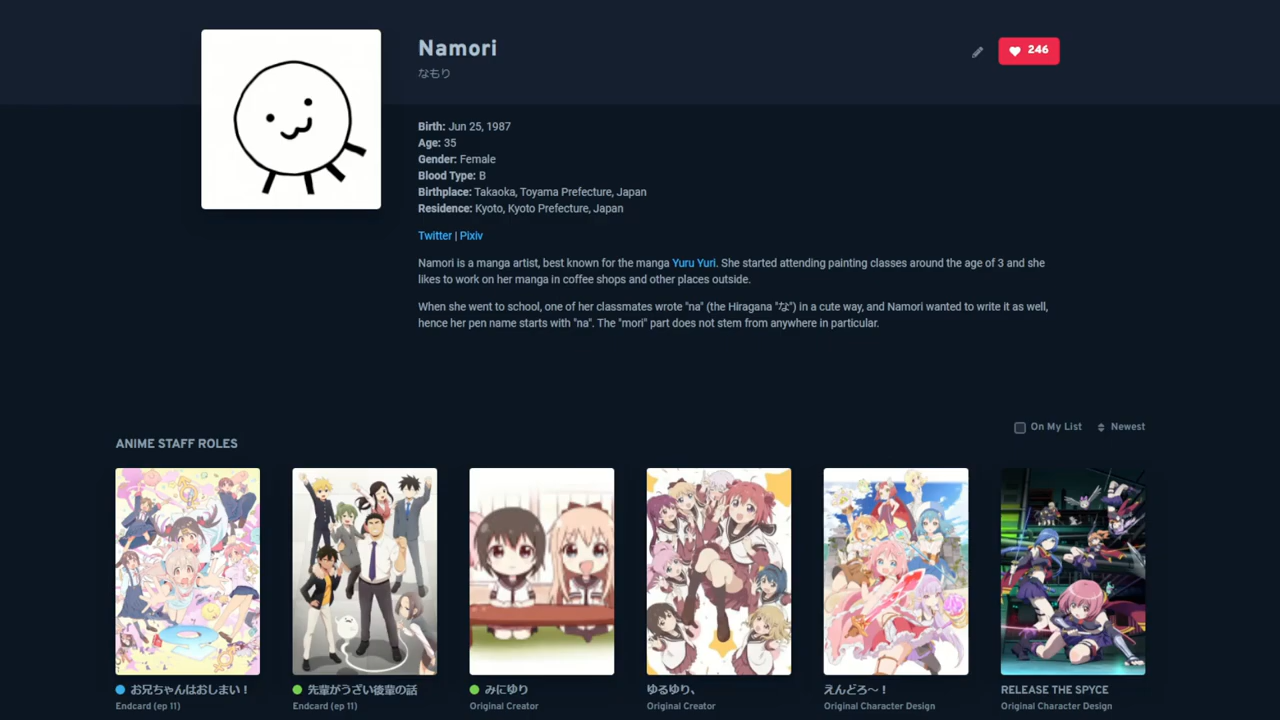 Namori
なもり
246
Birth: Jun 25, 1987
Age: 35
Gender: Female
Blood Type: B
Birthplace: Takaoka, Toyama Prefecture, Japan
Residence: Kyoto, Kyoto Prefecture, Japan
Twitter | Pixiv
Namori is a manga artist, best known for the manga Yuru Yuri. She started attending painting classes around the age of 3 and she
likes to work on her manga in coffee shops and other places outside.
When she went to school, one of her classmates wrote "na" (the Hiragana "な") in a cute way, and Namori wanted to write it as well,
hence her pen name starts with "na". The "mori" part does not stem from anywhere in particular.
On My List
Newest
ANIME STAFF ROLES
お兄ちゃんはおしまい！
Endcard (ep 11)
先輩がうざい後輩の話
Endcard (ep 11)
みにゆり
Original Creator
ゆるゆり、
Original Creator
えんどろ～！
Original Character Design
RELEASE THE SPYCE
Original Character Design